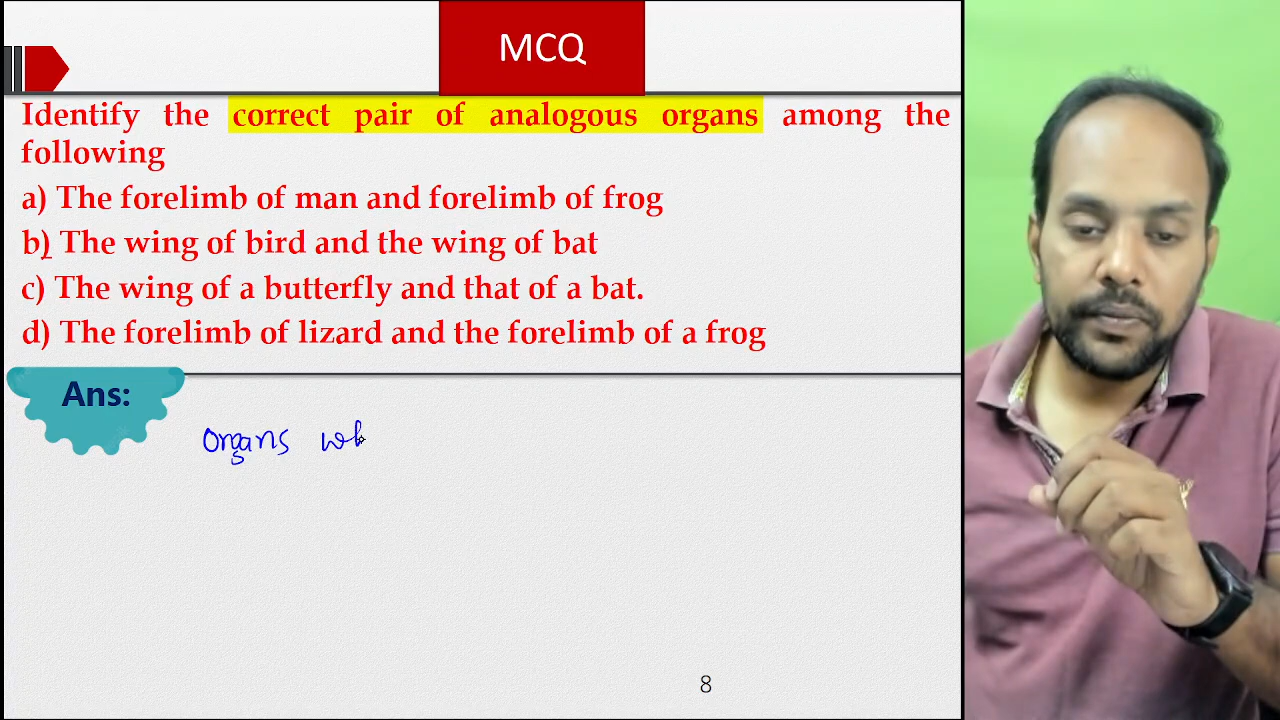 MCQ
Identify the correct pair of analogous organs among the
following
a) The forelimb of man and forelimb of frog
b) The wing of bird and the wing of bat
c) The wing of a butterfly and that of a bat.
d) The forelimb of lizard and the forelimb of a frog
Ans:
Organs wh
8